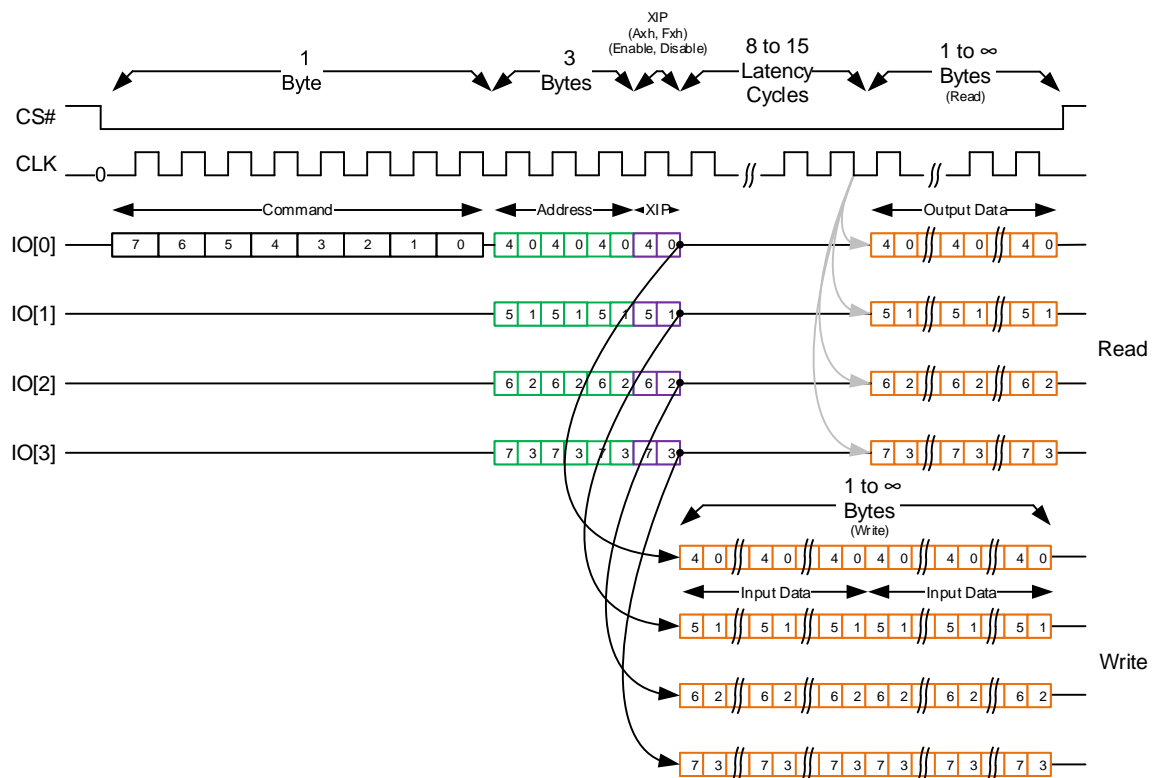 XIP
(Axh, Fxh)
(Enable, Disable)
1
Byte
3
Bytes
8 to 15
Latency
Cycles
1 to ∞
Bytes
(Read)
CS#
CLK
0
Command
Address
XIP
Output Data
IO[0] 7 6 5 4 3 2 1 0 4 0 4 0 4 0 4 0 4 0 4 0 4 0
IO[1] 5 1 5 1 5 1 5 1 5 1 5 1 5 1
Read
IO[2] 6 2 6 2 6 2 6 2 6 2 6 2 6 2
IO[3] 7 3 7 3 7 3 7 3 7 3 7 3 7 3
1 to ∞
Bytes
(Write)
4 0 4 0 4 0 4 0 4 0 4 0
Input Data Input Data
5 1 5 1 5 1 5 1 5 1 5 1
Write
6 2 6 2 6 2 6 2 6 2 6 2
7 3 7 3 7 3 7 3 7 3 7 3